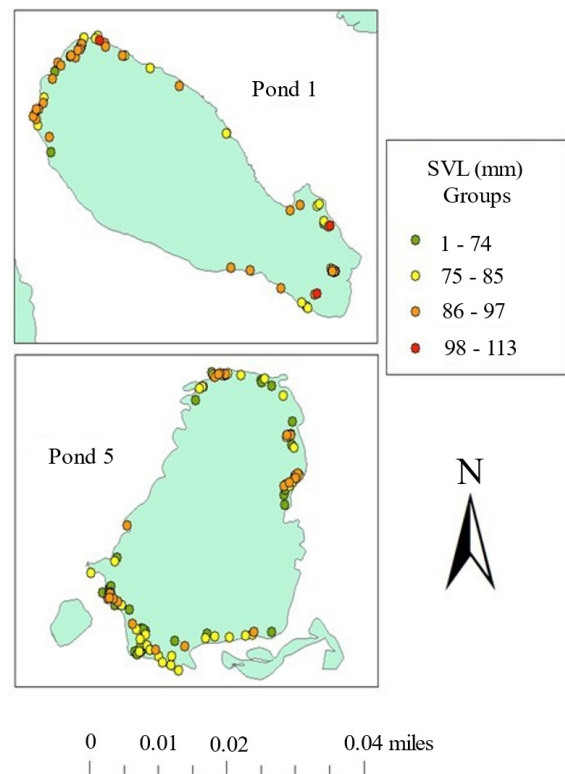 Pond 1
SVL (mm)
Groups
1 - 74
75 - 85
86 - 97
98 - 113
Pond 5
N
0 0.01 0.02 0.04 miles